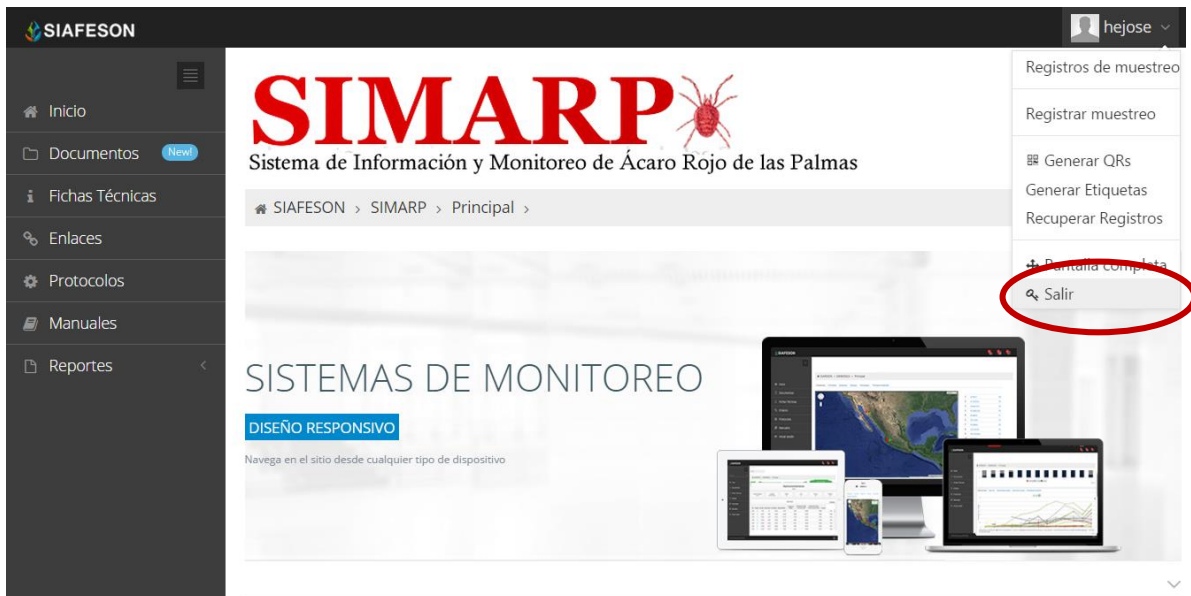 SIAFESON
hejose
Registros de muestreo
Registrar muestreo
Generar QRs
Generar Etiquetas
Recuperar Registros
Pantalla completa
Salir
Inicio
Documentos New!
Fichas Técnicas
Enlaces
Protocolos
Manuales
Reportes
SIMARP
Sistema de Información y Monitoreo de Ácaro Rojo de las Palmas
SIAFESON > SIMARP > Principal >
SISTEMAS DE MONITOREO
DISEÑO RESPONSIVO
Navega en el sitio desde cualquier tipo de dispositivo